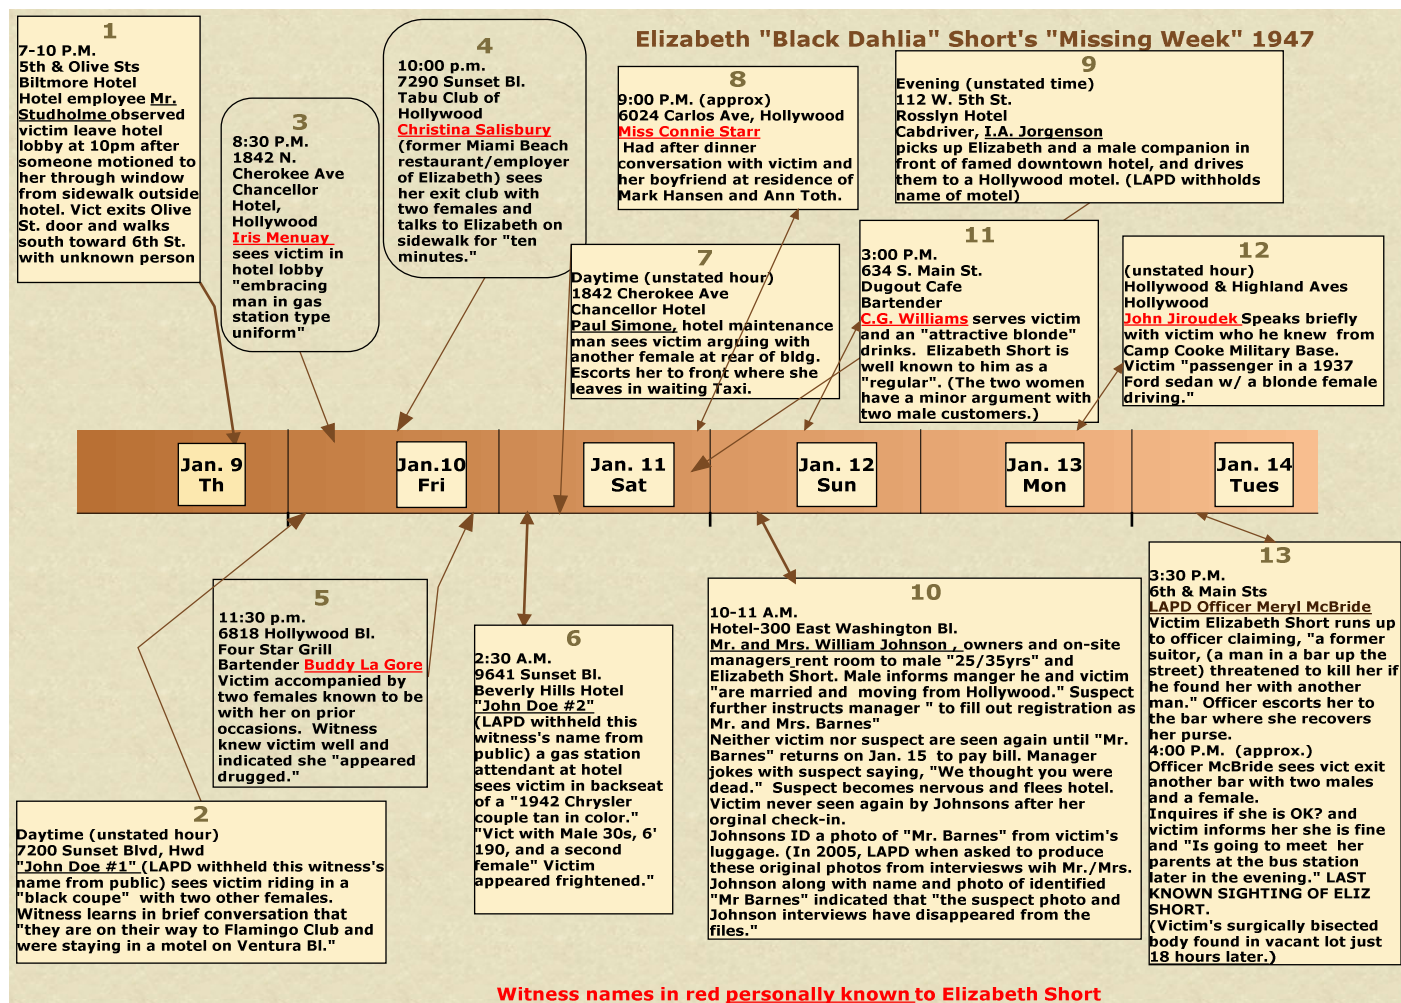 Elizabeth "Black Dahlia" Short's "Missing Week" 1947
1
7-10 P.M.
5th & Olive Sts
Biltmore Hotel
Hotel employee Mr.
Studholme observed
victim leave hotel
lobby at 10pm after
someone motioned to
her through window
from sidewalk outside
hotel. Vict exits Olive
St. door and walks
south toward 6th St.
with unknown person
3
8:30 P.M.
1842 N.
Cherokee Ave
Chancellor
Hotel,
Hollywood
Iris Menuay
sees victim in
hotel lobby
"embracing
man in gas
station type
uniform"
4
10:00 p.m.
7290 Sunset Bl.
Tabu Club of
Hollywood
Christina Salisbury
(former Miami Beach
restaurant/employer
of Elizabeth) sees
her exit club with
two females and
talks to Elizabeth on
sidewalk for "ten
minutes."
7
Daytime (unstated hour)
1842 Cherokee Ave
Chancellor Hotel
Paul Simone, hotel maintenance
man sees victim arguing with
another female at rear of bldg.
Escorts her to front where she
leaves in waiting Taxi.
8
9:00 P.M. (approx)
6024 Carlos Ave, Hollywood
Miss Connie Starr
Had after dinner
conversation with victim and
her boyfriend at residence of
Mark Hansen and Ann Toth.
9
Evening (unstated time)
112 W. 5th St.
Rosslyn Hotel
Cabdriver, I.A. Jorgenson
picks up Elizabeth and a male companion in
front of famed downtown hotel, and drives
them to a Hollywood motel. (LAPD withholds
name of motel)
11
3:00 P.M.
634 S. Main St.
Dugout Cafe
Bartender
C.G. Williams serves victim
and an "attractive blonde"
drinks. Elizabeth Short is
well known to him as a
"regular". (The two women
have a minor argument with
two male customers.)
12
(unstated hour)
Hollywood & Highland Aves
Hollywood
John Jiroudek Speaks briefly
with victim who he knew from
Camp Cooke Military Base.
Victim "passenger in a 1937
Ford sedan w/ a blonde female
driving."
Jan. 9
Th
Jan.10
Fri
Jan. 11
Sat
Jan. 12
Sun
Jan. 13
Mon
Jan. 14
Tues
2
Daytime (unstated hour)
7200 Sunset Blvd, Hwd
"John Doe #1" (LAPD withheld this witness's
name from public) sees victim riding in a
"black coupe" with two other females.
Witness learns in brief conversation that
"they are on their way to Flamingo Club and
were staying in a motel on Ventura Bl."
5
11:30 p.m.
6818 Hollywood Bl.
Four Star Grill
Bartender Buddy La Gore
Victim accompanied by
two females known to be
with her on prior
occasions. Witness
knew victim well and
indicated she "appeared
drugged."
6
2:30 A.M.
9641 Sunset Bl.
Beverly Hills Hotel
"John Doe #2"
(LAPD withheld this
witness's name from
public) a gas station
attendant at hotel
sees victim in backseat
of a "1942 Chrysler
couple tan in color."
"Vict with Male 30s, 6'
190, and a second
female" Victim
appeared frightened."
10
10-11 A.M.
Hotel-300 East Washington Bl.
Mr. and Mrs. William Johnson , owners and on-site
managers rent room to male "25/35yrs" and
Elizabeth Short. Male informs manger he and victim
"are married and moving from Hollywood." Suspect
further instructs manager " to fill out registration as
Mr. and Mrs. Barnes"
Neither victim nor suspect are seen again until "Mr.
Barnes" returns on Jan. 15 to pay bill. Manager
jokes with suspect saying, "We thought you were
dead." Suspect becomes nervous and flees hotel.
Victim never seen again by Johnsons after her
orginal check-in.
Johnsons ID a photo of "Mr. Barnes" from victim's
luggage. (In 2005, LAPD when asked to produce
these original photos from interviesws wih Mr./Mrs.
Johnson along with name and photo of identified
"Mr Barnes" indicated that "the suspect photo and
Johnson interviews have disappeared from the
files."
13
3:30 P.M.
6th & Main Sts
LAPD Officer Meryl McBride
Victim Elizabeth Short runs up
to officer claiming, "a former
suitor, (a man in a bar up the
street) threatened to kill her if
he found her with another
man." Officer escorts her to
the bar where she recovers
her purse.
4:00 P.M. (approx.)
Officer McBride sees vict exit
another bar with two males
and a female.
Inquires if she is OK? and
victim informs her she is fine
and "Is going to meet her
parents at the bus station
later in the evening." LAST
KNOWN SIGHTING OF ELIZ
SHORT.
(Victim's surgically bisected
body found in vacant lot just
18 hours later.)
Witness names in red personally known to Elizabeth Short